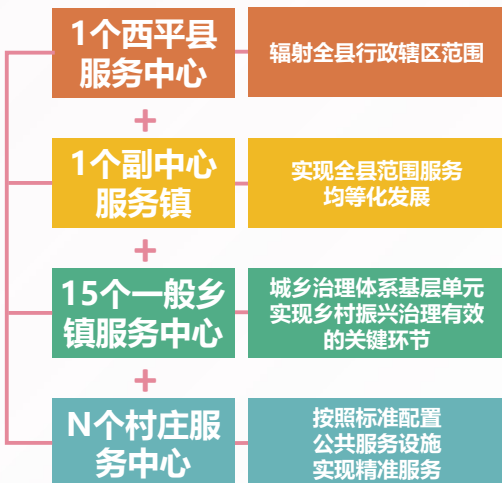 1个西平县
服务中心
辐射全县行政辖区范围
+
1个副中心
服务镇
实现全县范围服务
均等化发展
+
15个一般乡
镇服务中心
城乡治理体系基层单元
实现乡村振兴治理有效
的关键环节
+
N个村庄服
务中心
按照标准配置
公共服务设施
实现精准服务